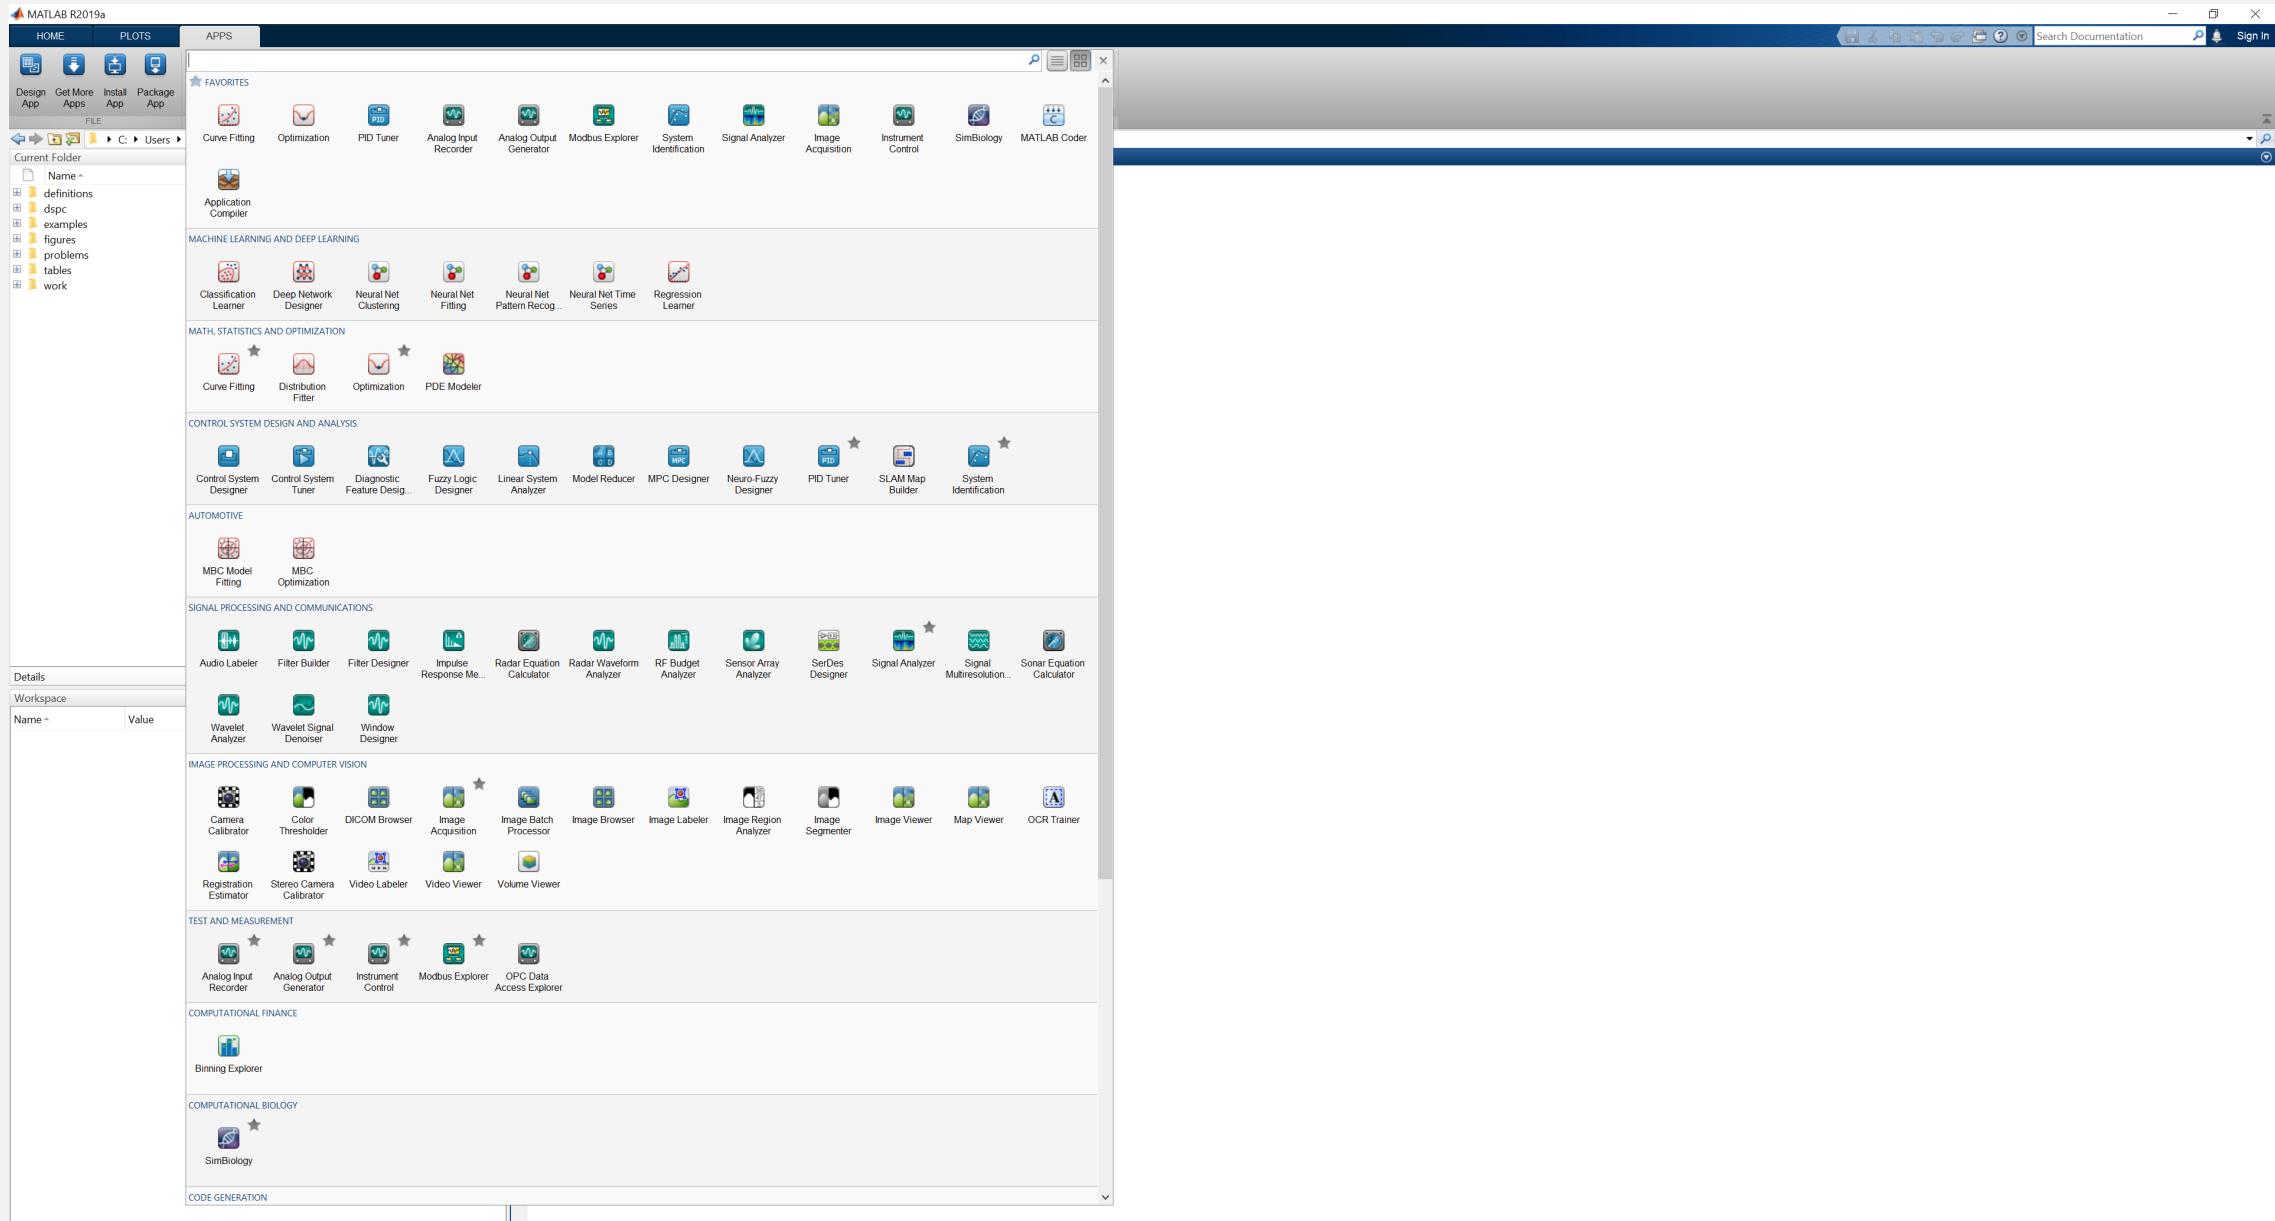 MATLAB R2019a
HOME PLOTS APPS
Search Documentation Sign In
Design App
Get More Apps
Install App
Package App
FILE
C: Users
Current Folder
Name
definitions
dspc
examples
figures
problems
tables
work
Details
Workspace
Name Value
FAVORITES
Curve Fitting
Optimization
PID Tuner
Analog Input Recorder
Analog Output Generator
Modbus Explorer
System Identification
Signal Analyzer
Image Acquisition
Instrument Control
SimBiology
MATLAB Coder
Application Compiler
MACHINE LEARNING AND DEEP LEARNING
Classification Learner
Deep Network Designer
Neural Net Clustering
Neural Net Fitting
Neural Net Pattern Recog...
Neural Net Time Series
Regression Learner
MATH, STATISTICS AND OPTIMIZATION
Curve Fitting
Distribution Fitter
Optimization
PDE Modeler
CONTROL SYSTEM DESIGN AND ANALYSIS
Control System Designer
Control System Tuner
Diagnostic Feature Desig...
Fuzzy Logic Designer
Linear System Analyzer
Model Reducer
MPC Designer
Neuro-Fuzzy Designer
PID Tuner
SLAM Map Builder
System Identification
AUTOMOTIVE
MBC Model Fitting
MBC Optimization
SIGNAL PROCESSING AND COMMUNICATIONS
Audio Labeler
Filter Builder
Filter Designer
Impulse Response Me...
Radar Equation Calculator
Radar Waveform Analyzer
RF Budget Analyzer
Sensor Array Analyzer
SerDes Designer
Signal Analyzer
Signal Multiresolution...
Sonar Equation Calculator
Wavelet Analyzer
Wavelet Signal Denoiser
Window Designer
IMAGE PROCESSING AND COMPUTER VISION
Camera Calibrator
Color Thresholder
DICOM Browser
Image Acquisition
Image Batch Processor
Image Browser
Image Labeler
Image Region Analyzer
Image Segmenter
Image Viewer
Map Viewer
OCR Trainer
Registration Estimator
Stereo Camera Calibrator
Video Labeler
Video Viewer
Volume Viewer
TEST AND MEASUREMENT
Analog Input Recorder
Analog Output Generator
Instrument Control
Modbus Explorer
OPC Data Access Explorer
COMPUTATIONAL FINANCE
Binning Explorer
COMPUTATIONAL BIOLOGY
SimBiology
CODE GENERATION